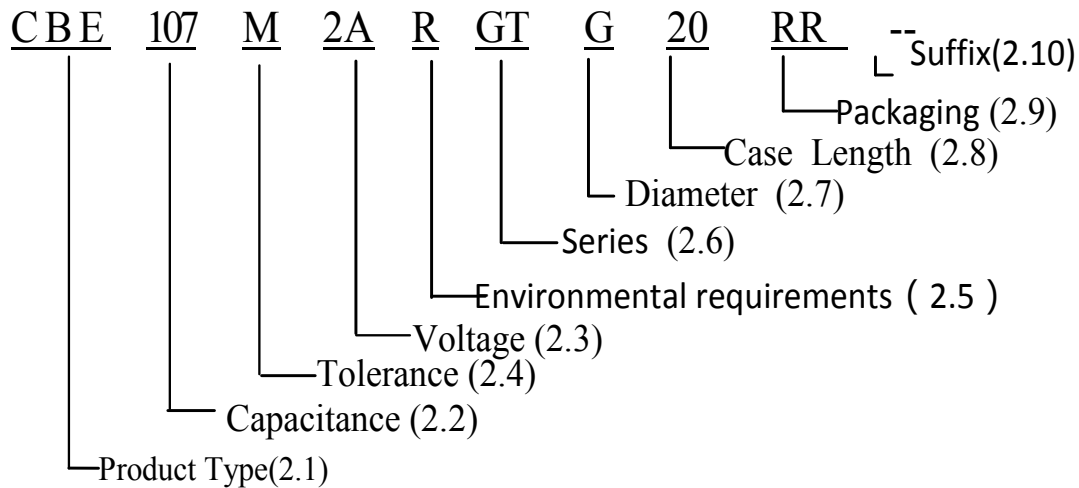 CBE 107 M 2A R GT G 20 RR --
Suffix(2.10)
Packaging (2.9)
Case Length (2.8)
Diameter (2.7)
Series (2.6)
Environmental requirements ( 2.5 )
Voltage (2.3)
Tolerance (2.4)
Capacitance (2.2)
Product Type(2.1)